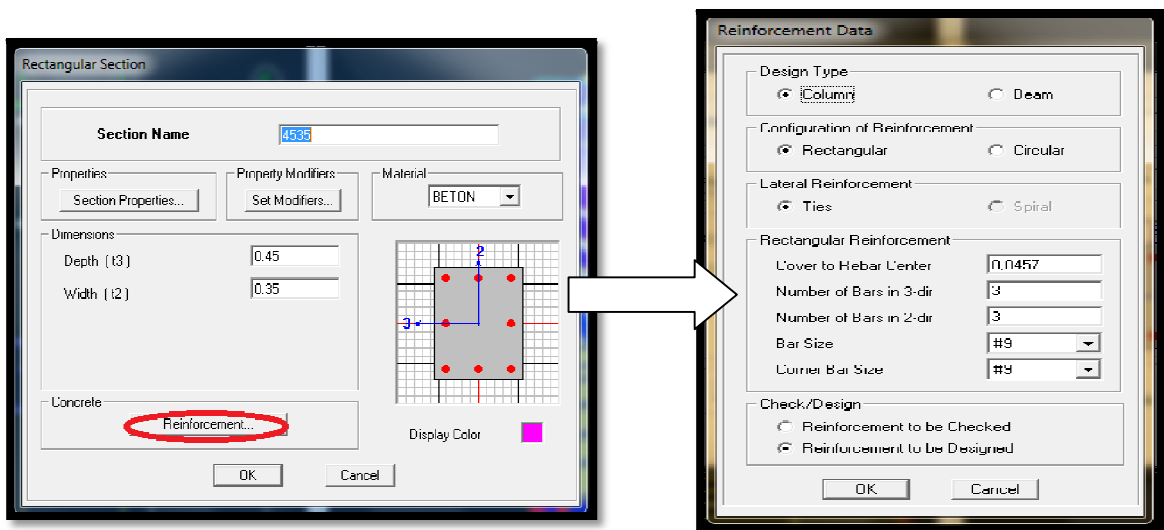 Rectangular Section
Section Name
4535
Properties
Section Properties...
Property Modifiers
Set Modifiers...
Material
BETON
Dimensions
Depth (t3)
0.45
Width (t2)
0.35
2
3
Concrete
Reinforcement...
Display Color
OK
Cancel
Reinforcement Data
Design Type
Column
Beam
Configuration of Reinforcement
Rectangular
Circular
Lateral Reinforcement
Ties
Spiral
Rectangular Reinforcement
Cover to Rebar Center
0,0457
Number of Bars in 3-dir
3
Number of Bars in 2-dir
3
Bar Size
#9
Corner Bar Size
#9
Check/Design
Reinforcement to be Checked
Reinforcement to be Designed
OK
Cancel